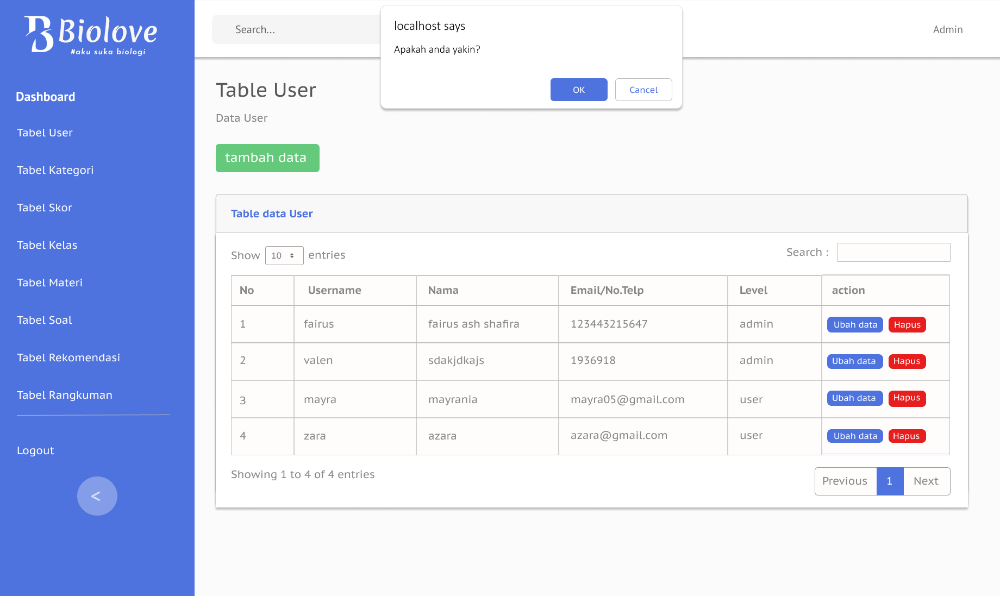 Biolove
#aku suka biologi
Dashboard
Tabel User
Tabel Kategori
Tabel Skor
Tabel Kelas
Tabel Materi
Tabel Soal
Tabel Rekomendasi
Tabel Rangkuman
Logout
<
Search...
Admin
localhost says
Apakah anda yakin?
OK Cancel
Table User
Data User
tambah data
Table data User
Show 10 entries Search :
No Username Nama Email/No.Telp Level action
1 fairus fairus ash shafira 123443215647 admin Ubah data Hapus
2 valen sdakjdkajs 1936918 admin Ubah data Hapus
3 mayra mayrania mayra05@gmail.com user Ubah data Hapus
4 zara azara azara@gmail.com user Ubah data Hapus
Showing 1 to 4 of 4 entries Previous 1 Next